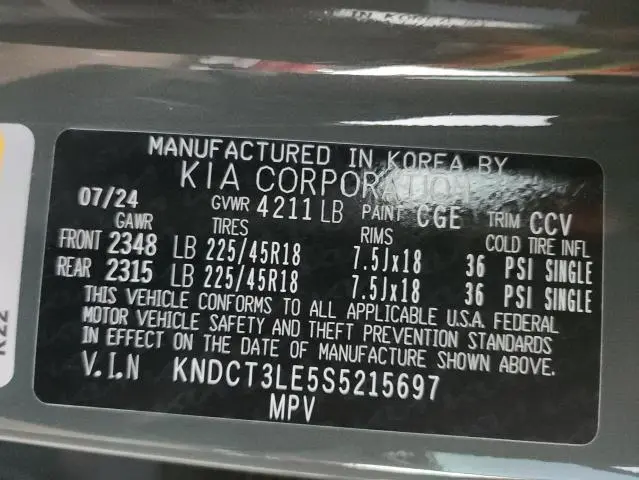 MANUFACTURED IN KOREA BY
KIA CORPORATION
07/24 GVWR 4211 LB PAINT CGE TRIM CCV
GAWR TIRES RIMS COLD TIRE INFL
FRONT 2348 LB 225/45R18 7.5Jx18 36 PSI SINGLE
REAR 2315 LB 225/45R18 7.5Jx18 36 PSI SINGLE
THIS VEHICLE CONFORMS TO ALL APPLICABLE U.S.A. FEDERAL
MOTOR VEHICLE SAFETY AND THEFT PREVENTION STANDARDS
IN EFFECT ON THE DATE OF MANUFACTURE SHOWN ABOVE.
V.I.N KNDCT3LE5S5215697
MPV